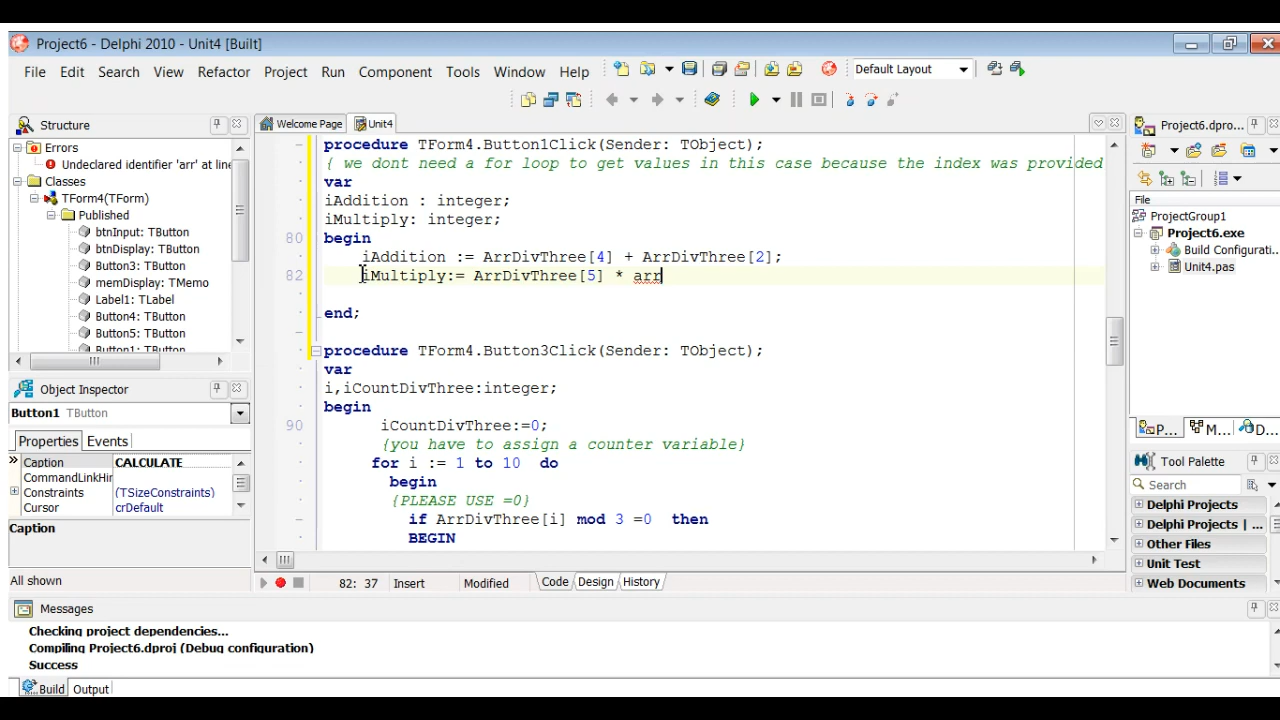 Project6 - Delphi 2010 - Unit4 [Built]
File Edit Search View Refactor Project Run Component Tools Window Help
Default Layout
Structure
Welcome Page
Unit4
Project6.dpro...
Errors
Undeclared identifier 'arr' at line
Classes
TForm4(TForm)
Published
btnInput: TButton
btnDisplay: TButton
Button3: TButton
memDisplay: TMemo
Label1: TLabel
Button4: TButton
Button5: TButton
Button1: TButton
procedure TForm4.Button1Click(Sender: TObject);
{ we dont need a for loop to get values in this case because the index was provided
var
iAddition : integer;
iMultiply: integer;
80 begin
iAddition := ArrDivThree[4] + ArrDivThree[2];
82 iMultiply:= ArrDivThree[5] * arr
end;
procedure TForm4.Button3Click(Sender: TObject);
var
i,iCountDivThree:integer;
begin
90 iCountDivThree:=0;
{you have to assign a counter variable}
for i := 1 to 10 do
begin
{PLEASE USE =0}
if ArrDivThree[i] mod 3 =0 then
BEGIN
File
ProjectGroup1
Project6.exe
Build Configurati...
Unit4.pas
P... M... D...
Object Inspector
Button1 TButton
Properties Events
Caption CALCULATE
CommandLinkHin
Constraints (TSizeConstraints)
Cursor crDefault
Caption
All shown
82: 37 Insert Modified Code Design History
Tool Palette
Search
Delphi Projects
Delphi Projects | ...
Other Files
Unit Test
Web Documents
Messages
Checking project dependencies...
Compiling Project6.dproj (Debug configuration)
Success
Build Output